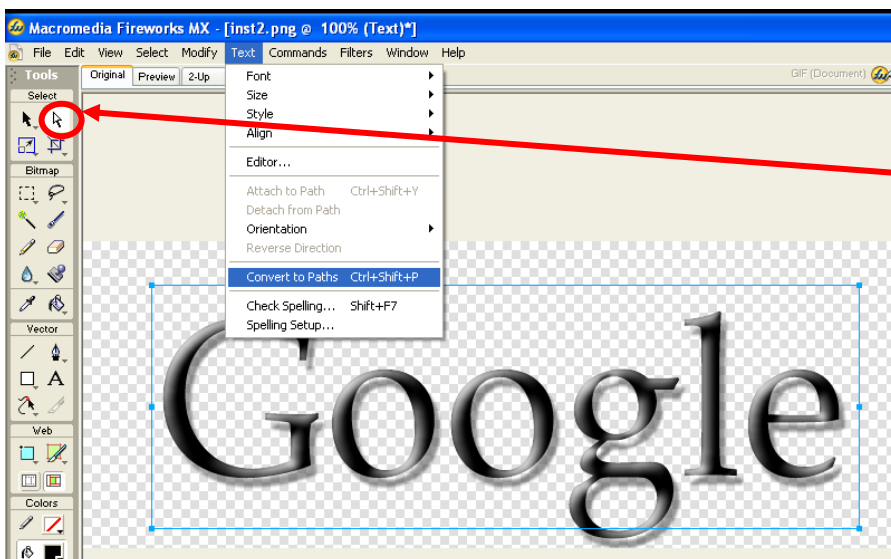 Macromedia Fireworks MX - [inst2.png @ 100% (Text)*]
File Edit View Select Modify Text Commands Filters Window Help
Tools Original Preview 2-Up GIF (Document)
Select
Bitmap
Vector
A
Web
Colors
Font
Size
Style
Align
Editor...
Attach to Path Ctrl+Shift+Y
Detach from Path
Orientation
Reverse Direction
Convert to Paths Ctrl+Shift+P
Check Spelling... Shift+F7
Spelling Setup...
Google